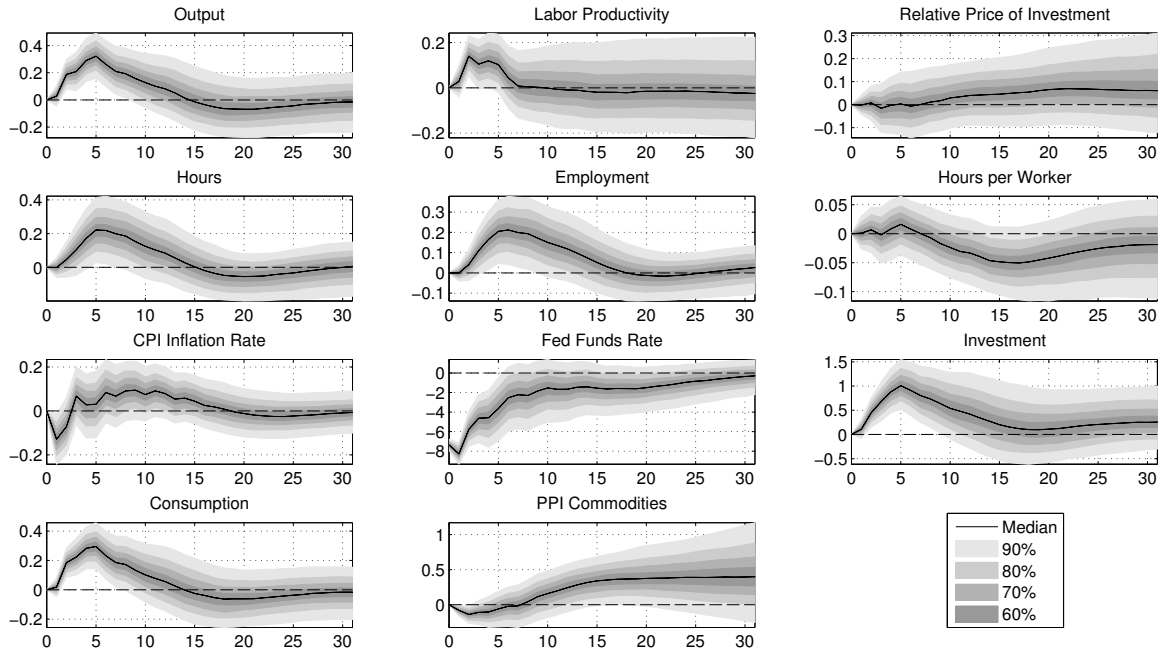 Output
0.4
0.2
0
−0.2
0 5 10 15 20 25 30
Labor Productivity
0.2
0
−0.2
0 5 10 15 20 25 30
Relative Price of Investment
0.3
0.2
0.1
0
−0.1
0 5 10 15 20 25 30
Hours
0.4
0.2
0
0 5 10 15 20 25 30
Employment
0.3
0.2
0.1
0
−0.1
0 5 10 15 20 25 30
Hours per Worker
0.05
0
−0.05
−0.1
0 5 10 15 20 25 30
CPI Inflation Rate
0.2
0
−0.2
0 5 10 15 20 25 30
Fed Funds Rate
0
−2
−4
−6
−8
0 5 10 15 20 25 30
Investment
1.5
1
0.5
0
−0.5
0 5 10 15 20 25 30
Consumption
0.4
0.2
0
−0.2
0 5 10 15 20 25 30
PPI Commodities
1
0.5
0
0 5 10 15 20 25 30
Median
90%
80%
70%
60%